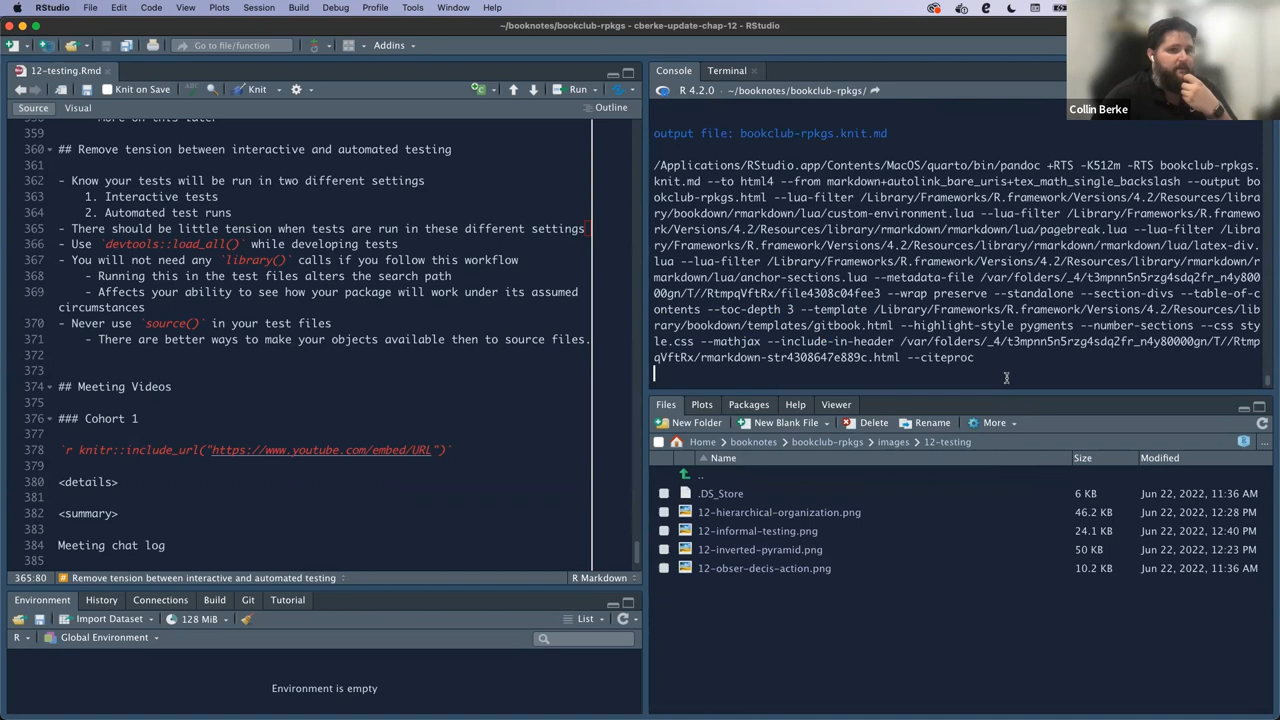 RStudio File Edit Code View Plots Session Build Debug Profile Tools Window Help
~/booknotes/bookclub-rpkgs - cberke-update-chap-12 - RStudio
Go to file/function Addins
12-testing.Rmd
Knit on Save Knit Run
Source Visual Outline
359
360 ## Remove tension between interactive and automated testing
361
362 - Know your tests will be run in two different settings
363 1. Interactive tests
364 2. Automated test runs
365 - There should be little tension when tests are run in these different settings
366 - Use `devtools::load_all()` while developing tests
367 - You will not need any `library()` calls if you follow this workflow
368 - Running this in the test files alters the search path
369 - Affects your ability to see how your package will work under its assumed
circumstances
370 - Never use `source()` in your test files
371 - There are better ways to make your objects available then to source files.
372
373
374 ## Meeting Videos
375
376 ### Cohort 1
377
378 `r knitr::include_url("https://www.youtube.com/embed/URL")`
379
380 <details>
381
382 <summary>
383
384 Meeting chat log
385
365:80 Remove tension between interactive and automated testing R Markdown
Environment History Connections Build Git Tutorial
Import Dataset 128 MiB List
R Global Environment
Environment is empty
Console Terminal
R 4.2.0 · ~/booknotes/bookclub-rpkgs/
output file: bookclub-rpkgs.knit.md
/Applications/RStudio.app/Contents/MacOS/quarto/bin/pandoc +RTS -K512m -RTS bookclub-rpkgs.
knit.md --to html4 --from markdown+autolink_bare_uris+tex_math_single_backslash --output bo
okclub-rpkgs.html --lua-filter /Library/Frameworks/R.framework/Versions/4.2/Resources/libra
ry/bookdown/rmarkdown/lua/custom-environment.lua --lua-filter /Library/Frameworks/R.framewo
rk/Versions/4.2/Resources/library/rmarkdown/rmarkdown/lua/pagebreak.lua --lua-filter /Libra
ry/Frameworks/R.framework/Versions/4.2/Resources/library/rmarkdown/rmarkdown/lua/latex-div.
lua --lua-filter /Library/Frameworks/R.framework/Versions/4.2/Resources/library/rmarkdown/r
markdown/lua/anchor-sections.lua --metadata-file /var/folders/_4/t3mpnn5n5rzg4sdq2fr_n4y800
000gn/T//RtmpqVftRx/file4308c04fee3 --wrap preserve --standalone --section-divs --table-of-c
ontents --toc-depth 3 --template /Library/Frameworks/R.framework/Versions/4.2/Resources/lib
rary/bookdown/templates/gitbook.html --highlight-style pygments --number-sections --css sty
le.css --mathjax --include-in-header /var/folders/_4/t3mpnn5n5rzg4sdq2fr_n4y80000gn/T//Rtmp
qVftRx/rmarkdown-str4308647e889c.html --citeproc
Files Plots Packages Help Viewer
New Folder New Blank File Delete Rename More
Home booknotes bookclub-rpkgs images 12-testing ...
Name Size Modified
..
.DS_Store 6 KB Jun 22, 2022, 11:36 AM
12-hierarchical-organization.png 46.2 KB Jun 22, 2022, 12:28 PM
12-informal-testing.png 24.1 KB Jun 22, 2022, 12:40 PM
12-inverted-pyramid.png 50 KB Jun 22, 2022, 12:23 PM
12-obser-decis-action.png 10.2 KB Jun 22, 2022, 11:36 AM
Collin Berke